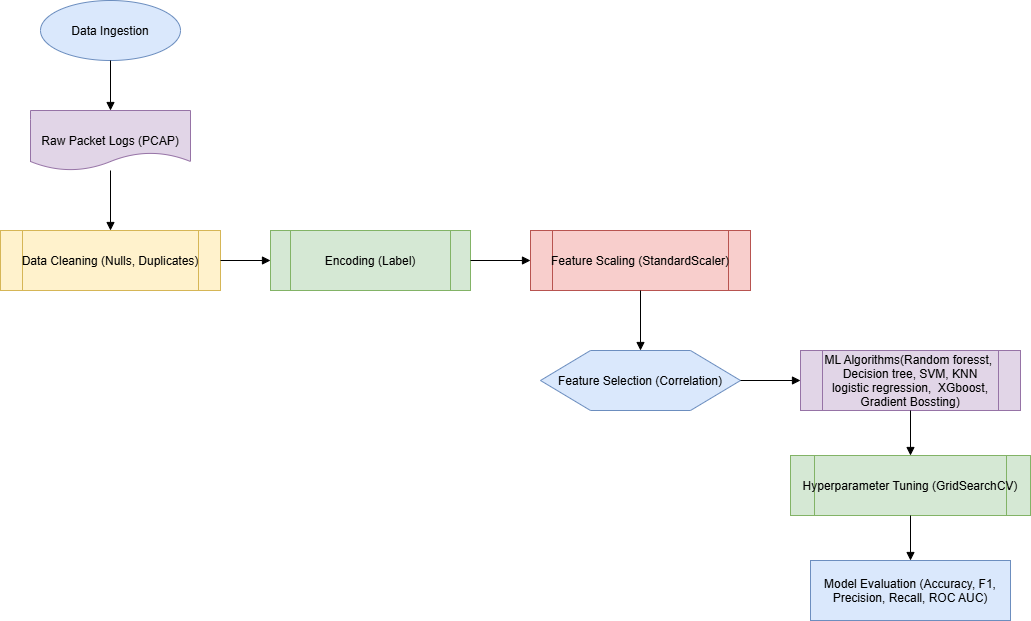 Data Ingestion
Raw Packet Logs (PCAP)
Data Cleaning (Nulls, Duplicates)
Encoding (Label)
Feature Scaling (StandardScaler)
Feature Selection (Correlation)
ML Algorithms(Random foresst,
Decision tree, SVM, KNN
logistic regression, XGboost,
Gradient Bossting)
Hyperparameter Tuning (GridSearchCV)
Model Evaluation (Accuracy, F1,
Precision, Recall, ROC AUC)